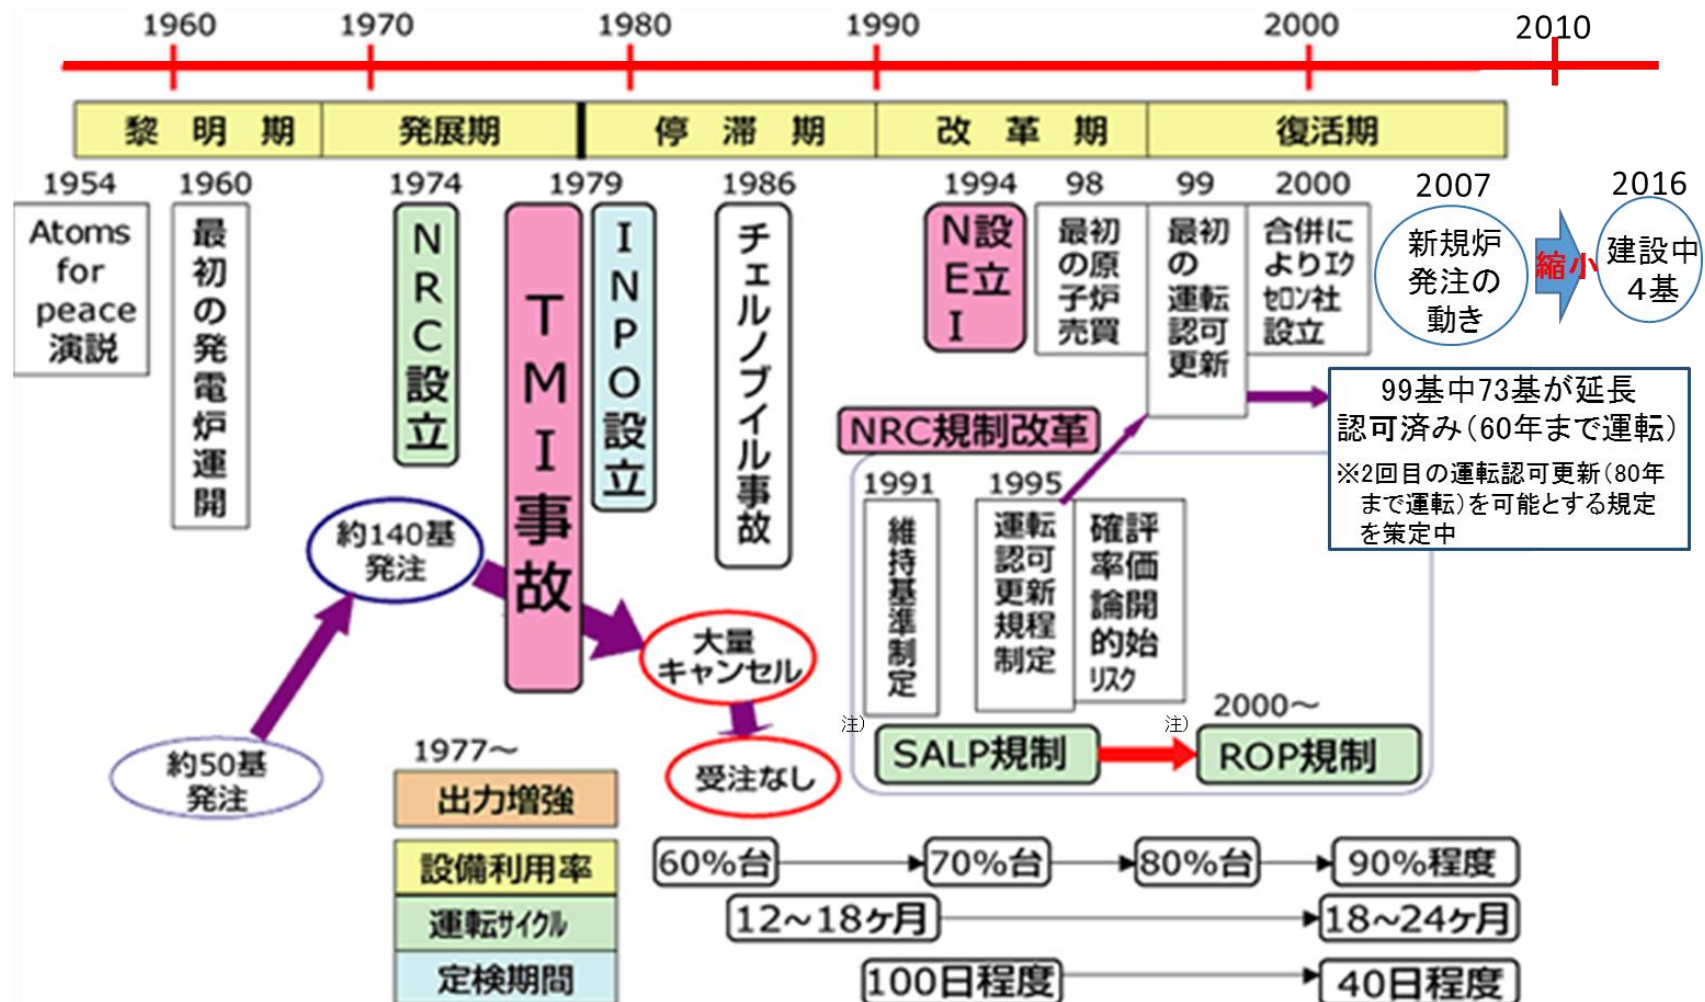 1960
1970
1980
1990
2000
2010
黎 明 期
発展期
停 滞 期
改 革 期
復活期
1954
Atoms
for
peace
演説
1960
最初の発電炉運開
1974
NRC設立
1979
TMI事故
INPO設立
1986
チェルノブイル事故
1994
NEI
設立
98
最初
の原
子炉
売買
99
最初
の
運転
認可
更新
2000
合併に
よりエク
セロン社
設立
2007
新規炉
発注の
動き
縮小
2016
建設中
4基
99基中73基が延長
認可済み(60年まで運転)
※2回目の運転認可更新(80年
まで運転)を可能とする規定
を策定中
NRC規制改革
1991
維持基準制定
1995
運転
認可
更新
規程
制定
確率論的リスク
評価開始
約140基
発注
約50基
発注
大量
キャンセル
受注なし
注)
SALP規制
注)
2000~
ROP規制
1977~
出力増強
設備利用率
60%台
70%台
80%台
90%程度
運転サイクル
12~18ヶ月
18~24ヶ月
定検期間
100日程度
40日程度